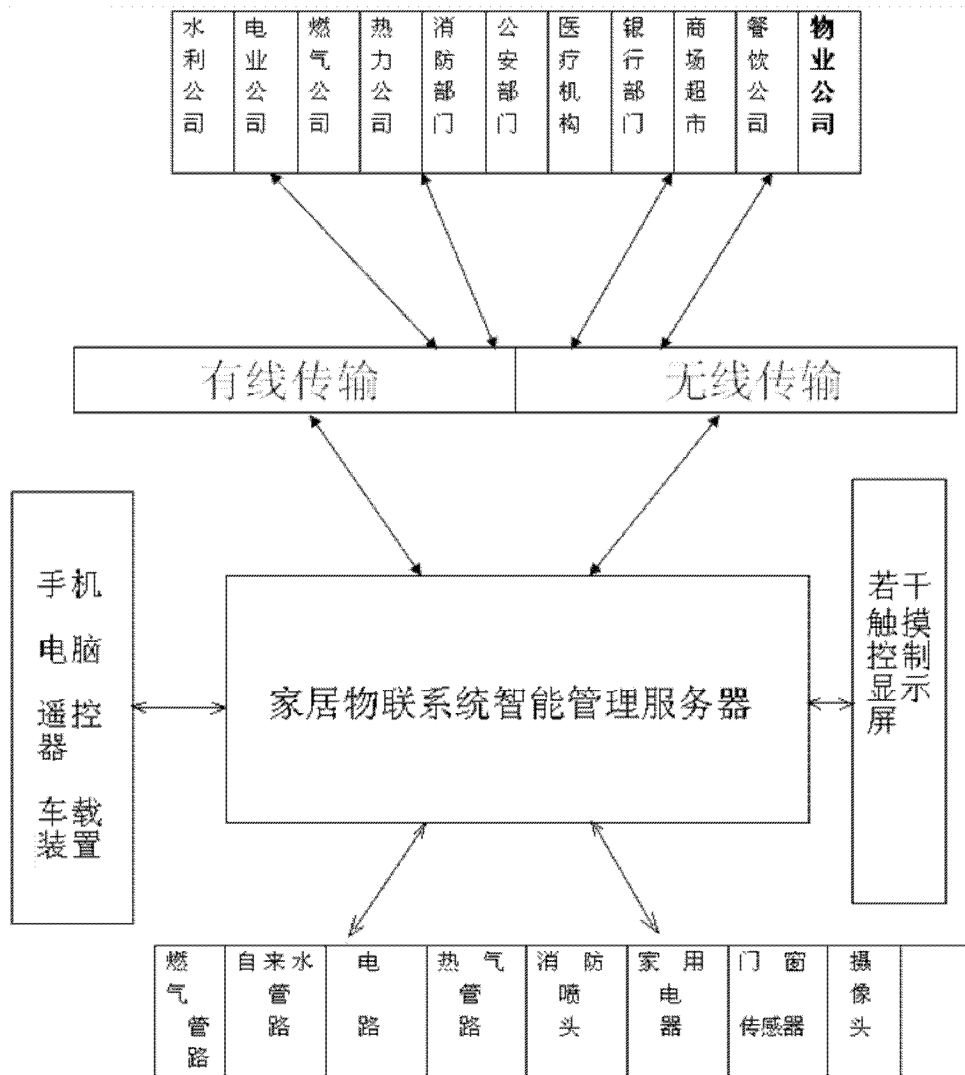 水利公司
电业公司
燃气公司
热力公司
消防部门
公安部门
医疗机构
银行部门
商场超市
餐饮公司
物业公司
有线传输
无线传输
手机
电脑
遥控
器
车载
装置
家居物联系统智能管理服务器
若干
触摸
控制
显示
屏
燃气管路
自来水管路
电路
热气管路
消防喷头
家用电器
门窗传感器
摄像头